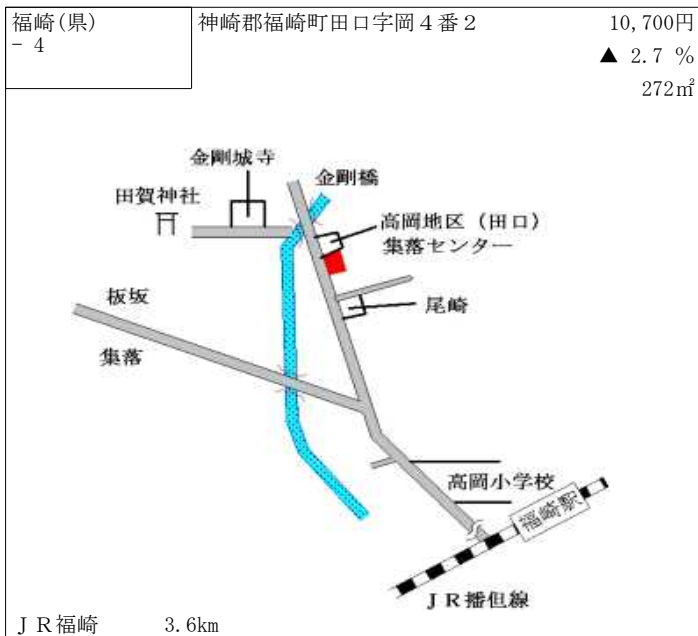 福崎(県)
- 4
神崎郡福崎町田口字岡４番２
10,700円
▲ 2.7 %
272㎡
金剛城寺
金剛橋
田賀神社
高岡地区（田口）
集落センター
尾崎
板坂
集落
高岡小学校
福崎駅
ＪＲ播但線
ＪＲ福崎 3.6km